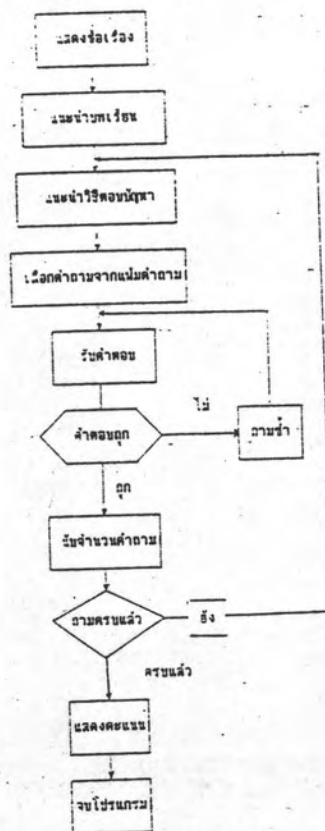 แสดงชื่อเรื่อง
แนะนำบทเรียน
แนะนำวิธีตอบปัญหา
เลือกคำถามจากแฟ้มคำถาม
รับคำตอบ
ไม่
คำตอบถูก
ถามซ้ำ
ถูก
นับจำนวนคำถาม
ถามครบแล้ว
ยัง
ครบแล้ว
แสดงคะแนน
จบโปรแกรม